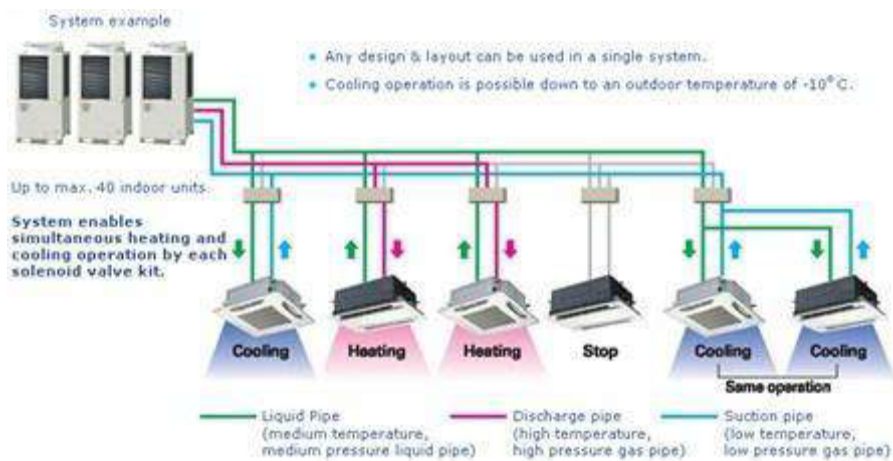 System example
• Any design & layout can be used in a single system.
• Cooling operation is possible down to an outdoor temperature of -10° C.
Up to max. 40 indoor units
System enables
simultaneous heating and
cooling operation by each
solenoid valve kit.
Cooling
Heating
Heating
Stop
Cooling
Cooling
Same operation
Liquid Pipe
(medium temperature,
medium pressure liquid pipe)
Discharge pipe
(high temperature,
high pressure gas pipe)
Suction pipe
(low temperature,
low pressure gas pipe)